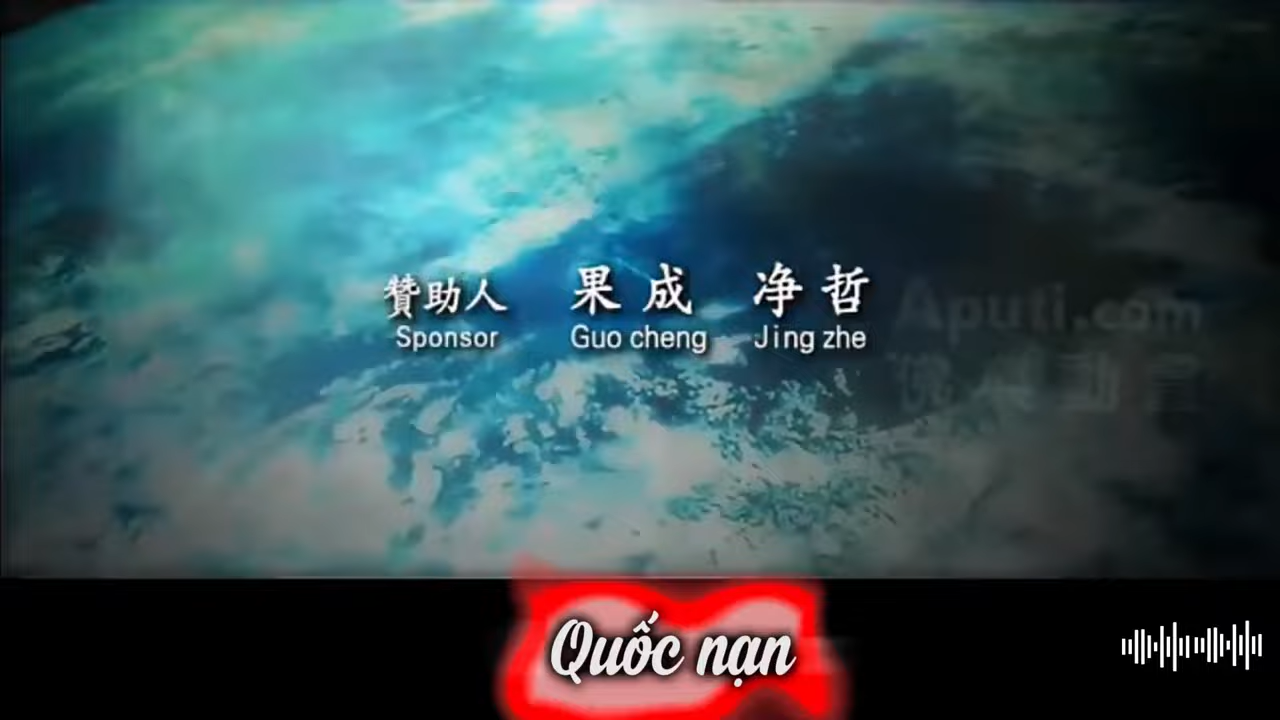 贊助人 果成 净哲
Sponsor Guo cheng Jing zhe
Aputi.com
Quốc nạn